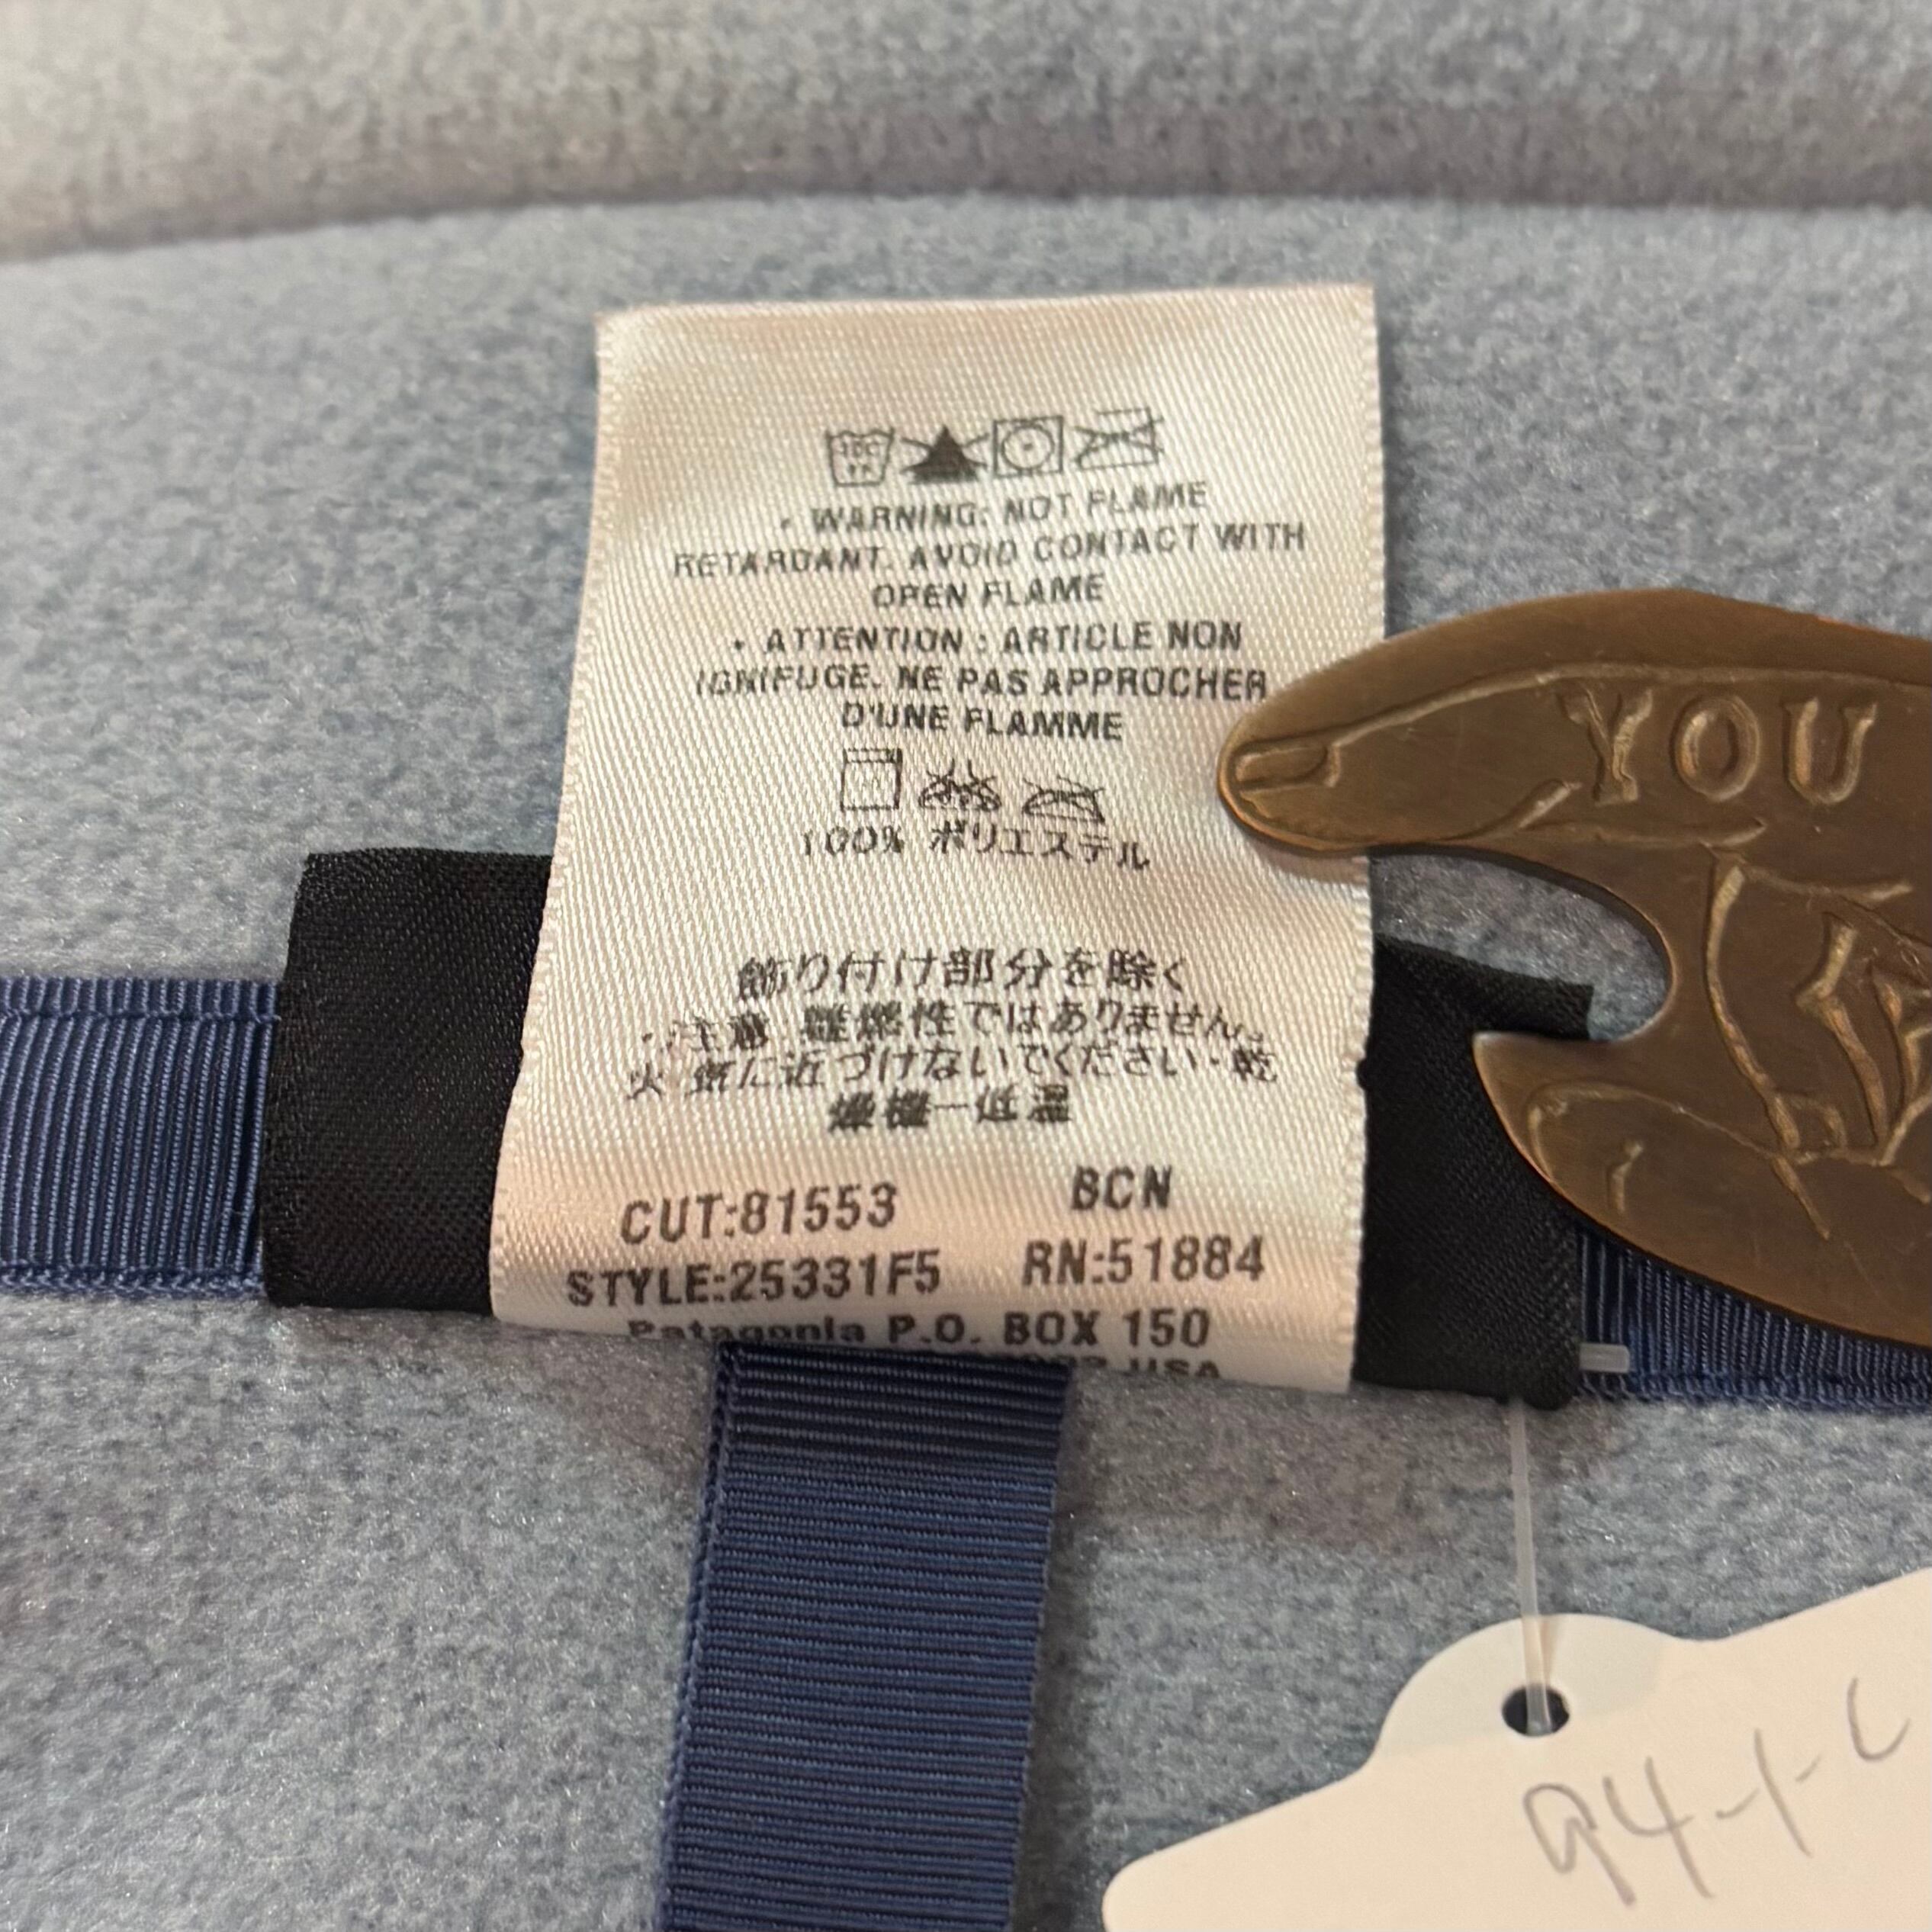 30C
• WARNING: NOT FLAME
RETARDANT. AVOID CONTACT WITH
OPEN FLAME
• ATTENTION : ARTICLE NON
IGNIFUGE. NE PAS APPROCHER
D'UNE FLAMME
100% ポリエステル
飾り付け部分を除く
・注意 難燃性ではありません。
火気に近づけないでください・乾
燥機一低温
CUT:81553 BCN
STYLE:25331F5 RN:51884
Patagonia P.O. BOX 150
USA
YOU
94-1-